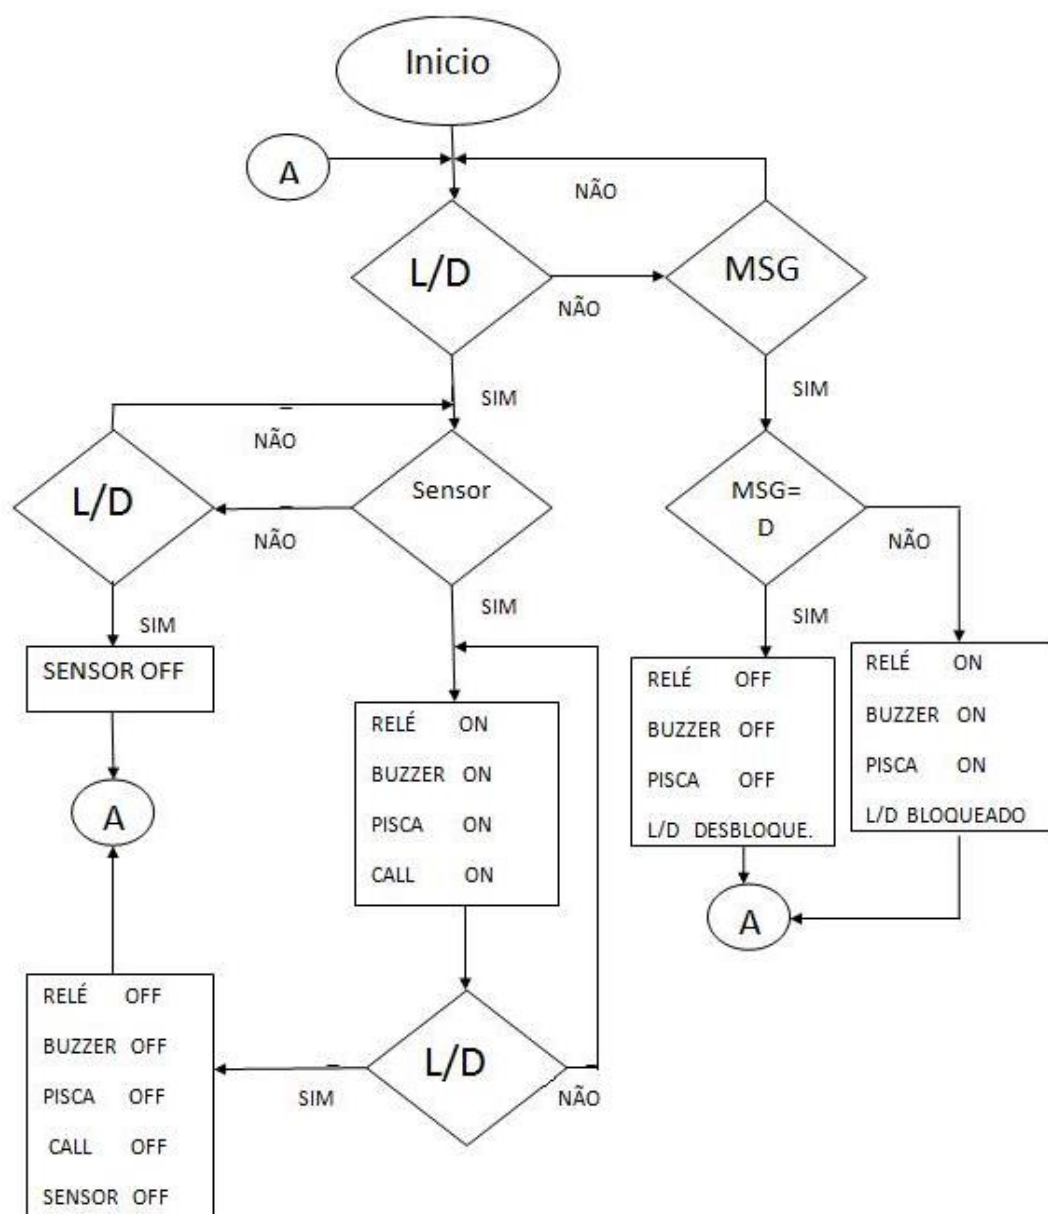 Inicio
A
NÃO
L/D
MSG
NÃO
SIM
SIM
NÃO
L/D
Sensor
MSG=
D
NÃO
NÃO
SIM
SIM
SIM
SENSOR OFF
RELÉ ON
BUZZER ON
PISCA ON
CALL ON
RELÉ OFF
BUZZER OFF
PISCA OFF
L/D DESBLOQUE.
RELÉ ON
BUZZER ON
PISCA ON
L/D BLOQUEADO
A
A
L/D
SIM
NÃO
RELÉ OFF
BUZZER OFF
PISCA OFF
CALL OFF
SENSOR OFF